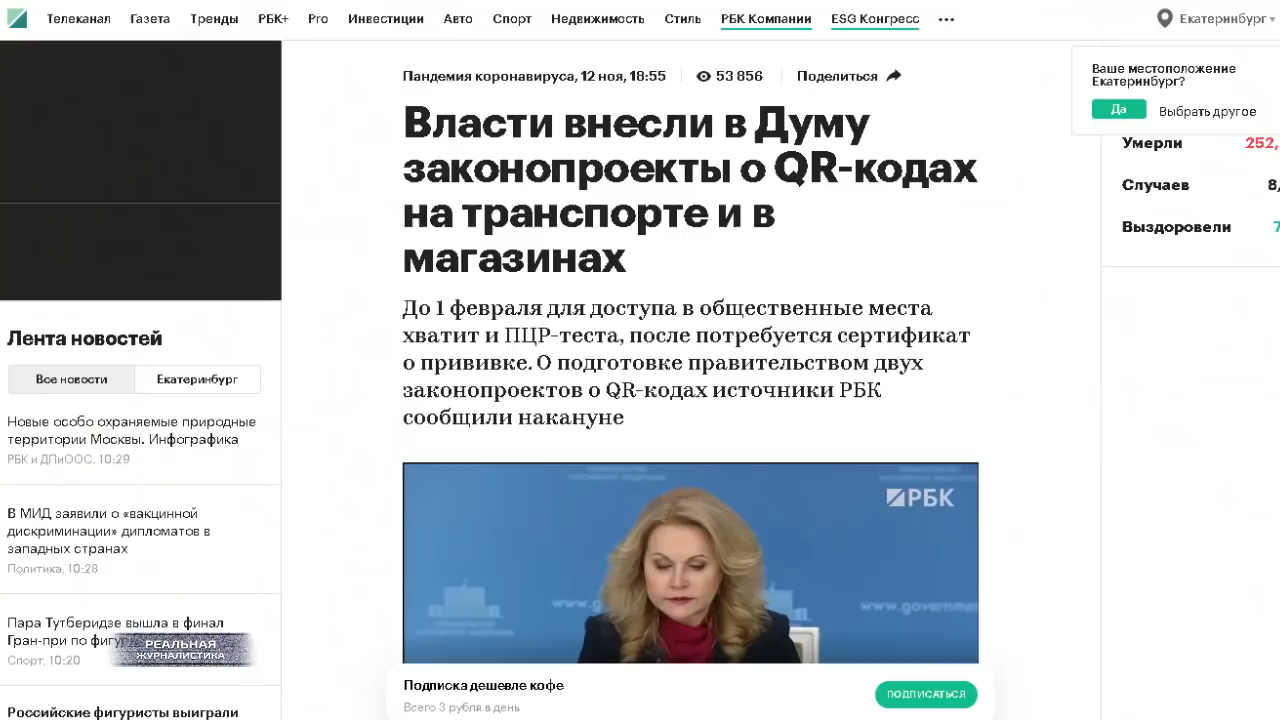 Телеканал Газета Тренды РБК+ Pro Инвестиции Авто Спорт Недвижимость Стиль РБК Компании ESG Конгресс ••• Екатеринбург
Ваше местоположение
Екатеринбург?
Да Выбрать другое
Умерли 252,
Случаев 8,
Выздоровели 7
Пандемия коронавируса, 12 ноя, 18:55 53 856 Поделиться
Власти внесли в Думу
законопроекты о QR-кодах
на транспорте и в
магазинах
До 1 февраля для доступа в общественные места
хватит и ПЦР-теста, после потребуется сертификат
о прививке. О подготовке правительством двух
законопроектов о QR-кодах источники РБК
сообщили накануне
РБК
www.governmen
Лента новостей
Все новости Екатеринбург
Новые особо охраняемые природные
территории Москвы. Инфографика
РБК и ДПиООС, 10:29
В МИД заявили о «вакцинной
дискриминации» дипломатов в
западных странах
Политика, 10:28
Пара Тутберидзе вышла в финал
Гран-при по фигу
Спорт, 10:20
РЕАЛЬНАЯ
ЖУРНАЛИСТИКА
Российские фигуристы выиграли
Подписка дешевле кофе
Всего 3 рубля в день
ПОДПИСАТЬСЯ